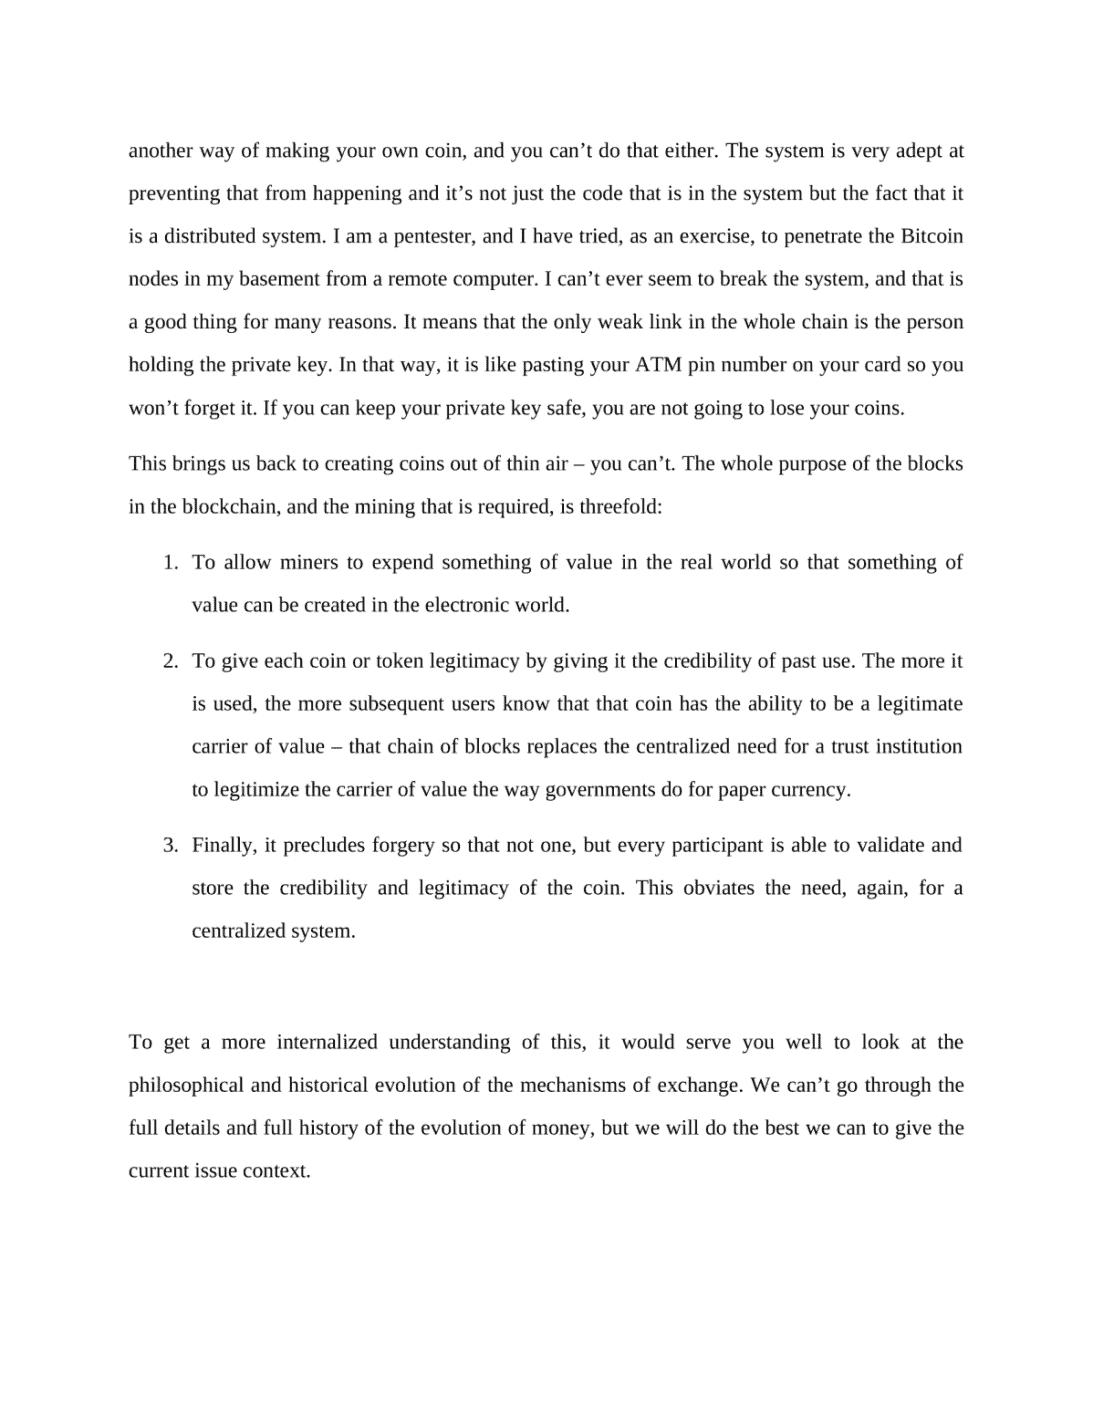 another way of making your own coin, and you can’t do that either. The system is very adept at
preventing that from happening and it’s not just the code that is in the system but the fact that it
is a distributed system. I am a pentester, and I have tried, as an exercise, to penetrate the Bitcoin
nodes in my basement from a remote computer. I can’t ever seem to break the system, and that is
a good thing for many reasons. It means that the only weak link in the whole chain is the person
holding the private key. In that way, it is like pasting your ATM pin number on your card so you
won’t forget it. If you can keep your private key safe, you are not going to lose your coins.
This brings us back to creating coins out of thin air – you can’t. The whole purpose of the blocks
in the blockchain, and the mining that is required, is threefold:
1. To allow miners to expend something of value in the real world so that something of
value can be created in the electronic world.
2. To give each coin or token legitimacy by giving it the credibility of past use. The more it
is used, the more subsequent users know that that coin has the ability to be a legitimate
carrier of value – that chain of blocks replaces the centralized need for a trust institution
to legitimize the carrier of value the way governments do for paper currency.
3. Finally, it precludes forgery so that not one, but every participant is able to validate and
store the credibility and legitimacy of the coin. This obviates the need, again, for a
centralized system.
To get a more internalized understanding of this, it would serve you well to look at the
philosophical and historical evolution of the mechanisms of exchange. We can’t go through the
full details and full history of the evolution of money, but we will do the best we can to give the
current issue context.